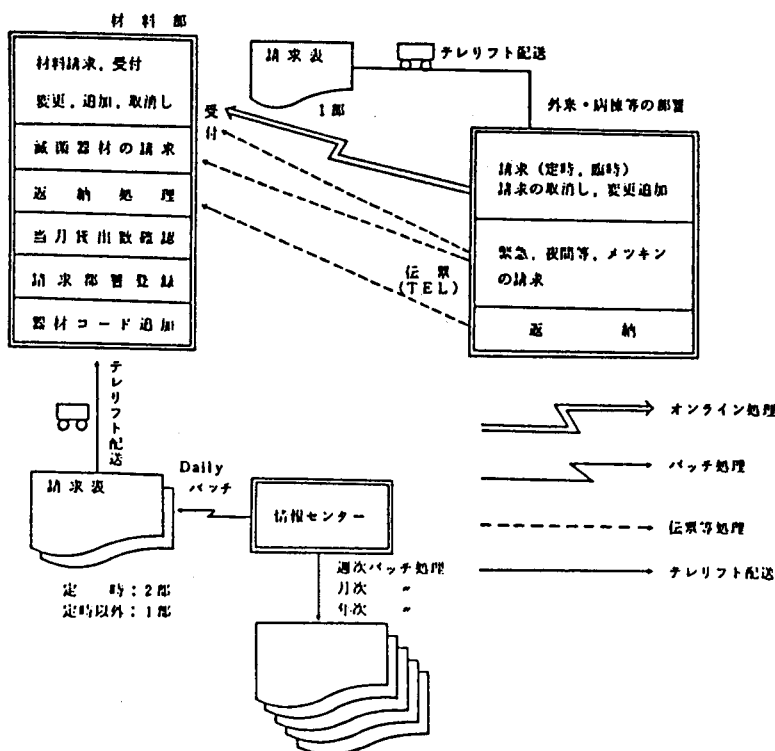 材料部
材料請求，受付
変更，追加，取消し
滅菌器材の請求
返納処理
当月貸出数確認
請求部署登録
器材コード追加
請求表
1部
テレリフト配送
受付
外来・病棟等の部署
請求（定時，臨時）
請求の取消し，変更追加
緊急，夜間等，メッキン
の請求
返納
伝票
(TEL)
テレリフト配送
請求表
定時：2部
定時以外：1部
Daily
バッチ
情報センター
週次バッチ処理
月次 〃
年次 〃
オンライン処理
バッチ処理
伝票等処理
テレリフト配送